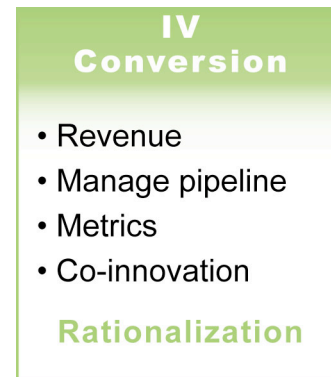 IV
Conversion
• Revenue
• Manage pipeline
• Metrics
• Co-innovation
Rationalization